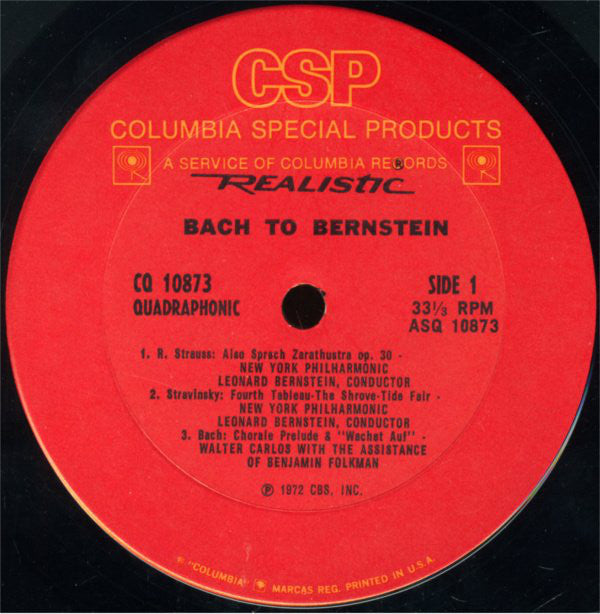 CSP
COLUMBIA SPECIAL PRODUCTS
A SERVICE OF COLUMBIA RECORDS
REALISTIC ®
BACH TO BERNSTEIN
CQ 10873
QUADRAPHONIC
SIDE 1
33⅓ RPM
ASQ 10873
1. R. Strauss: Also Sprach Zarathustra op. 30 -
NEW YORK PHILHARMONIC
LEONARD BERNSTEIN, CONDUCTOR
2. Stravinsky: Fourth Tableau-The Shrove-Tide Fair -
NEW YORK PHILHARMONIC
LEONARD BERNSTEIN, CONDUCTOR
3. Bach: Chorale Prelude & "Wachet Auf" -
WALTER CARLOS WITH THE ASSISTANCE
OF BENJAMIN FOLKMAN
℗ 1972 CBS, INC.
® "COLUMBIA" MARCAS REG. PRINTED IN U.S.A.